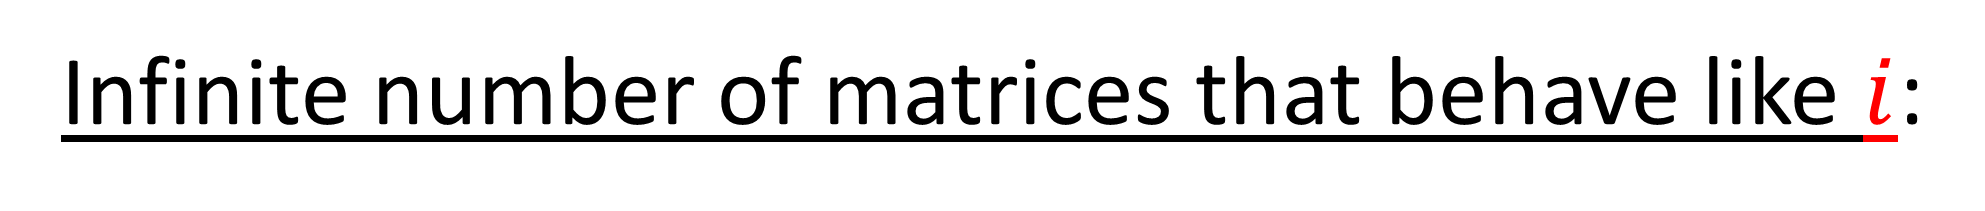 Infinite number of matrices that behave like i: